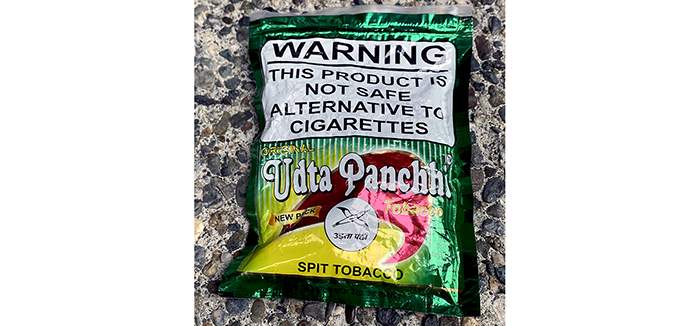 WARNING
THIS PRODUCT IS
NOT SAFE
ALTERNATIVE TO
CIGARETTES
ORIGINAL
Udta Panchhi
Tobacco
NEW PACK
उड़ता पंछी
SPIT TOBACCO